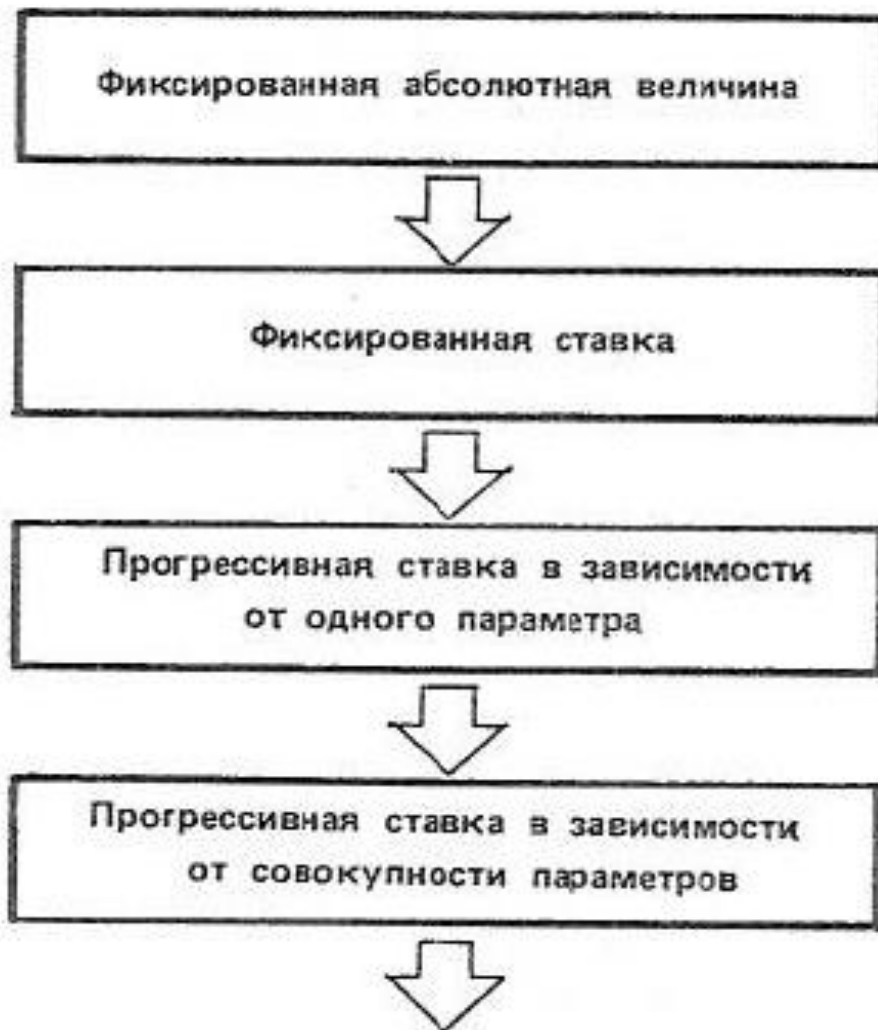 Фиксированная абсолютная величина
Фиксированная ставка
Прогрессивная ставка в зависимости
от одного параметра
Прогрессивная ставка в зависимости
от совокупности параметров